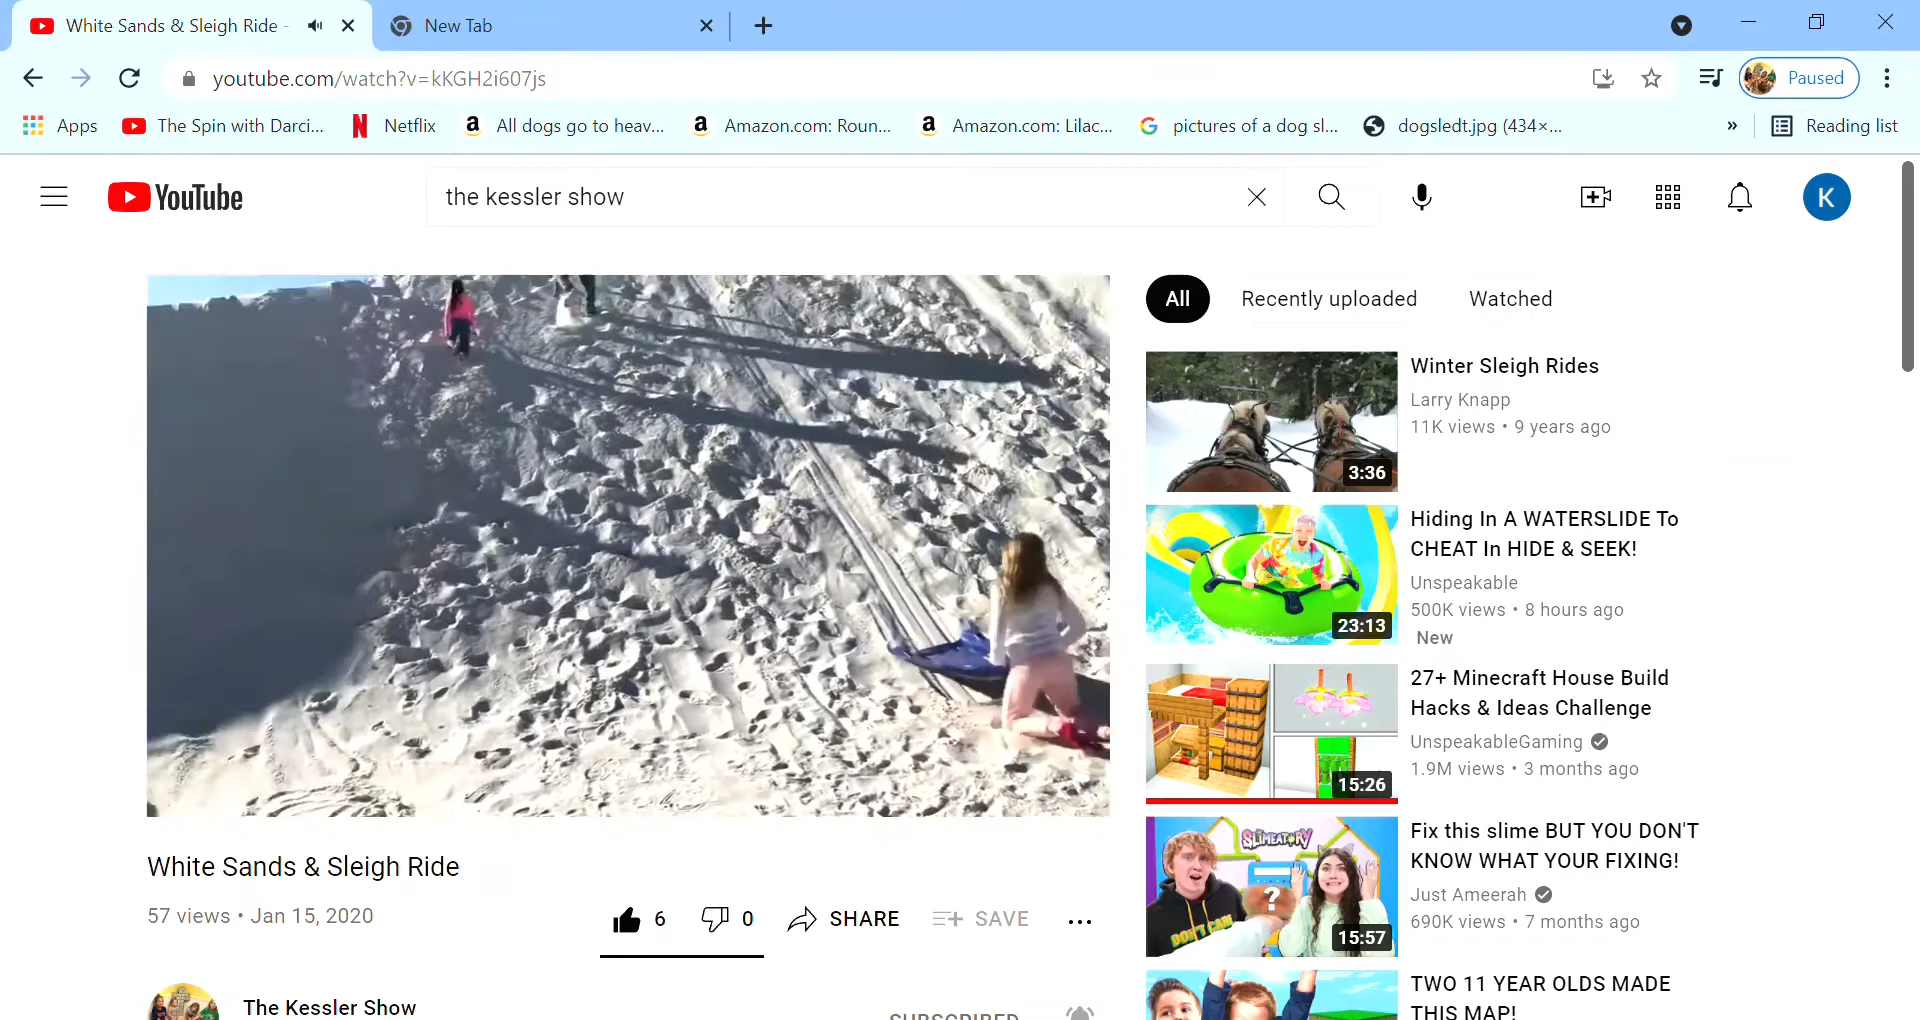 White Sands & Sleigh Ride -
New Tab
youtube.com/watch?v=kKGH2i607js
Paused
Apps
The Spin with Darci...
Netflix
All dogs go to heav...
Amazon.com: Roun...
Amazon.com: Lilac...
pictures of a dog sl...
dogsledt.jpg (434×...
»
Reading list
YouTube
the kessler show
K
All
Recently uploaded
Watched
Winter Sleigh Rides
Larry Knapp
11K views • 9 years ago
3:36
Hiding In A WATERSLIDE To
CHEAT In HIDE & SEEK!
Unspeakable
500K views • 8 hours ago
23:13
New
27+ Minecraft House Build
Hacks & Ideas Challenge
UnspeakableGaming
1.9M views • 3 months ago
15:26
SLIMEATORY
?
DON'T CARE
Fix this slime BUT YOU DON'T
KNOW WHAT YOUR FIXING!
Just Ameerah
690K views • 7 months ago
15:57
TWO 11 YEAR OLDS MADE
THIS MAP!
White Sands & Sleigh Ride
57 views • Jan 15, 2020
6
0
SHARE
SAVE
The Kessler Show
SUBSCRIBED